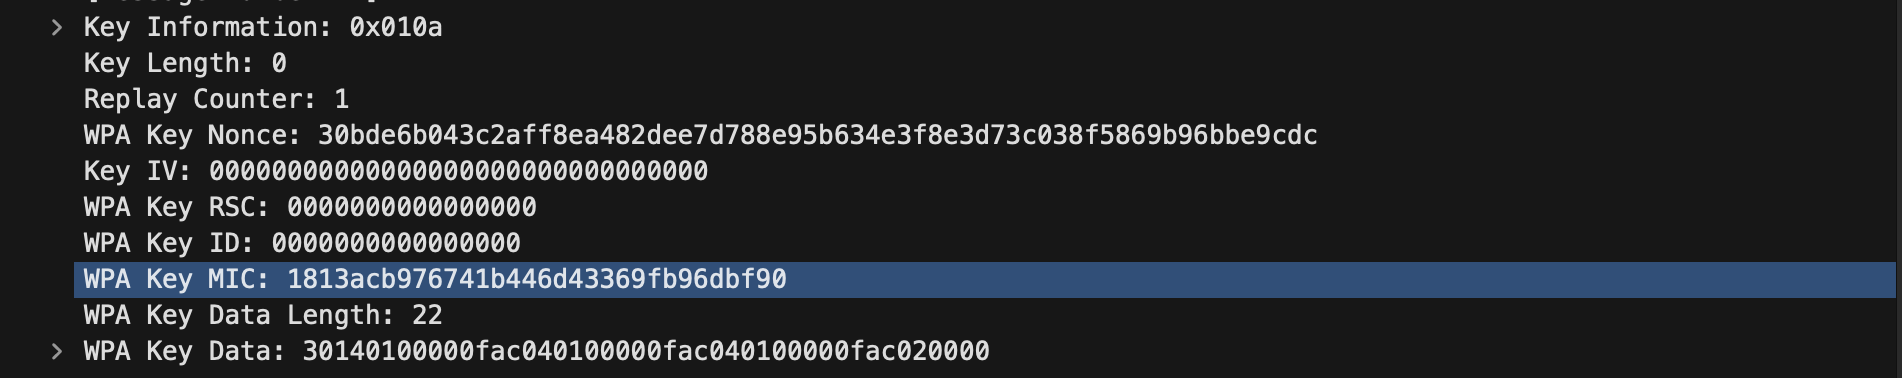 > Key Information: 0x010a
Key Length: 0
Replay Counter: 1
WPA Key Nonce: 30bde6b043c2aff8ea482dee7d788e95b634e3f8e3d73c038f5869b96bbe9cdc
Key IV: 00000000000000000000000000000000
WPA Key RSC: 0000000000000000
WPA Key ID: 0000000000000000
WPA Key MIC: 1813acb976741b446d43369fb96dbf90
WPA Key Data Length: 22
> WPA Key Data: 30140100000fac040100000fac040100000fac020000